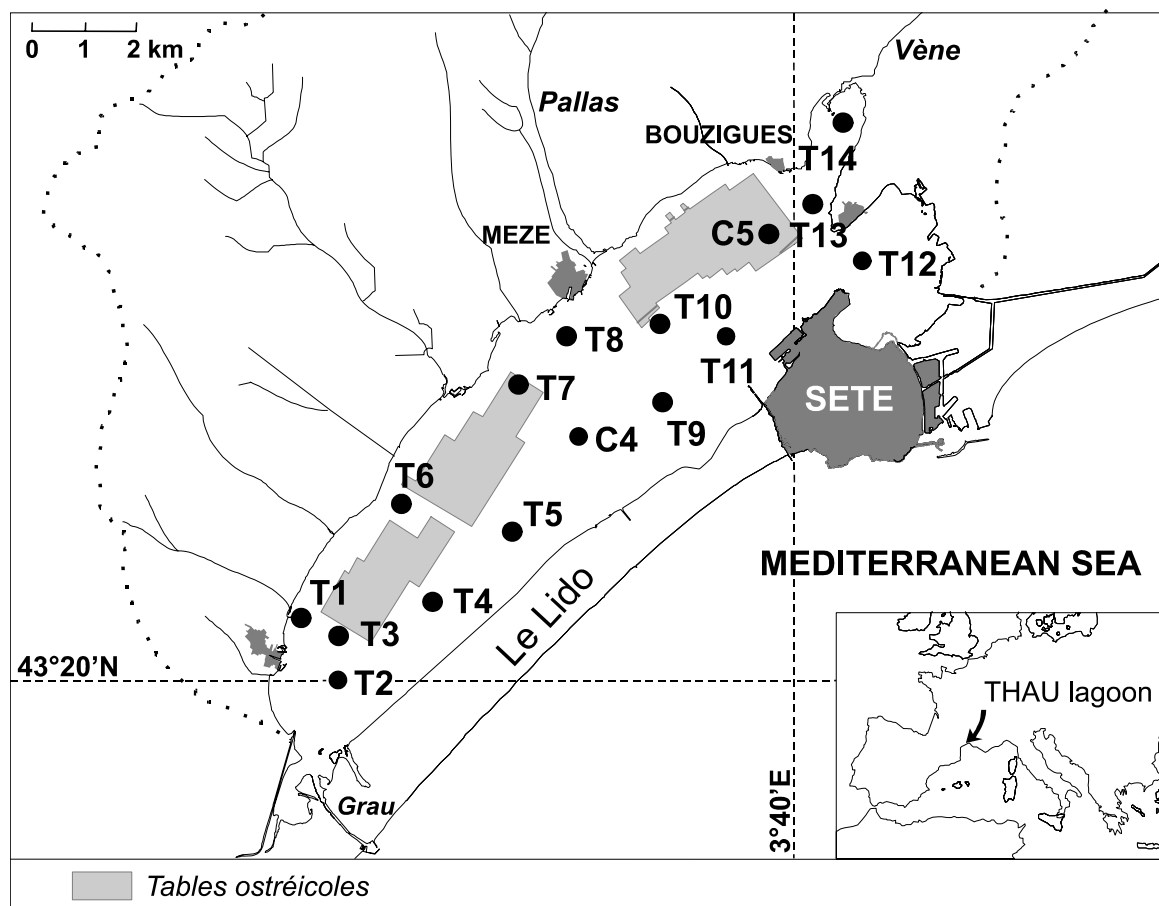 0 1 2 km
Vène
Pallas
BOUZIGUES
T14
MEZE
C5
T13
T12
T10
T8
T11
T7
SETE
T9
C4
T6
T5
Le Lido
MEDITERRANEAN SEA
T4
T1
T3
43°20'N
T2
THAU lagoon
Grau
3°40'E
Tables ostréicoles